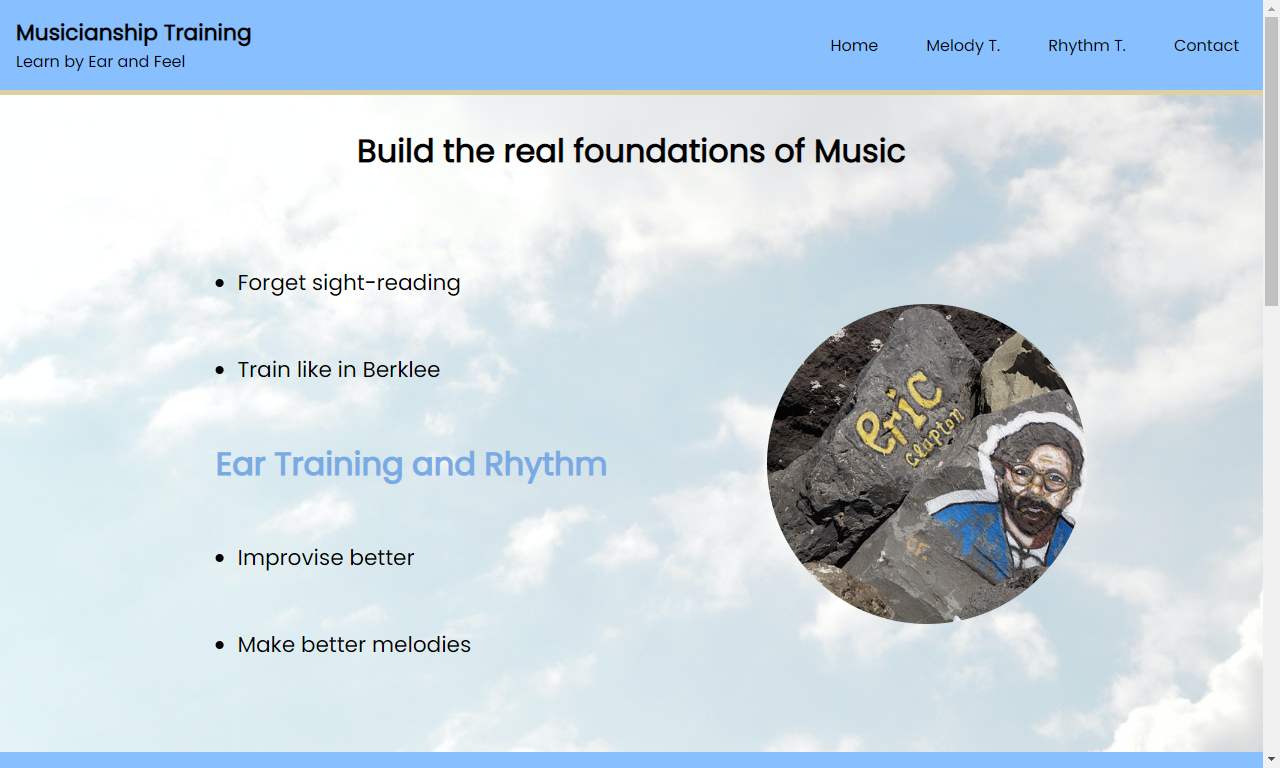 Musicianship Training
Learn by Ear and Feel
Home
Melody T.
Rhythm T.
Contact
Build the real foundations of Music
Forget sight-reading
Train like in Berklee
Ear Training and Rhythm
Improvise better
Make better melodies
eric
clapton